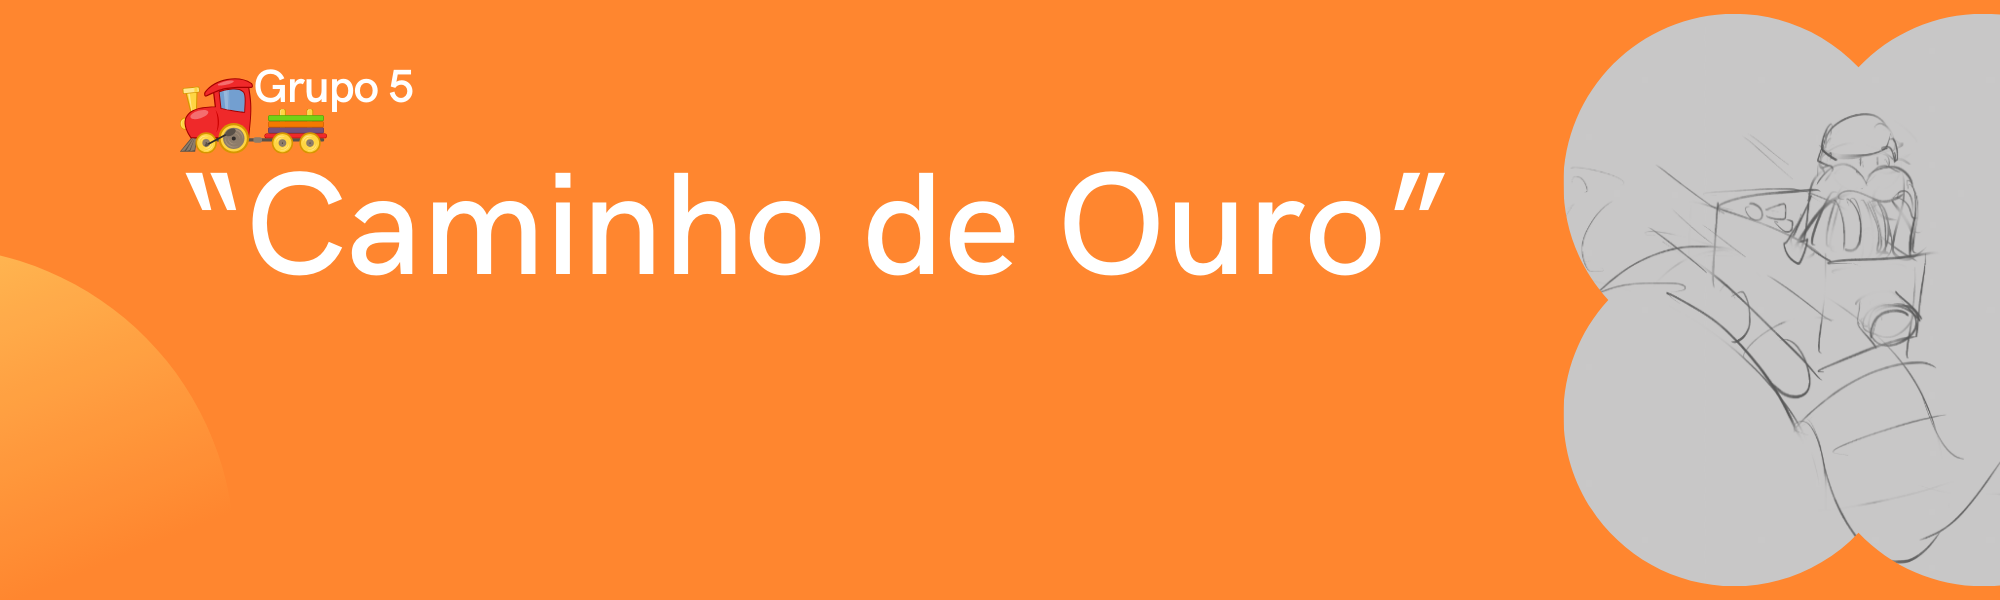 Grupo 5
“Caminho de Ouro”